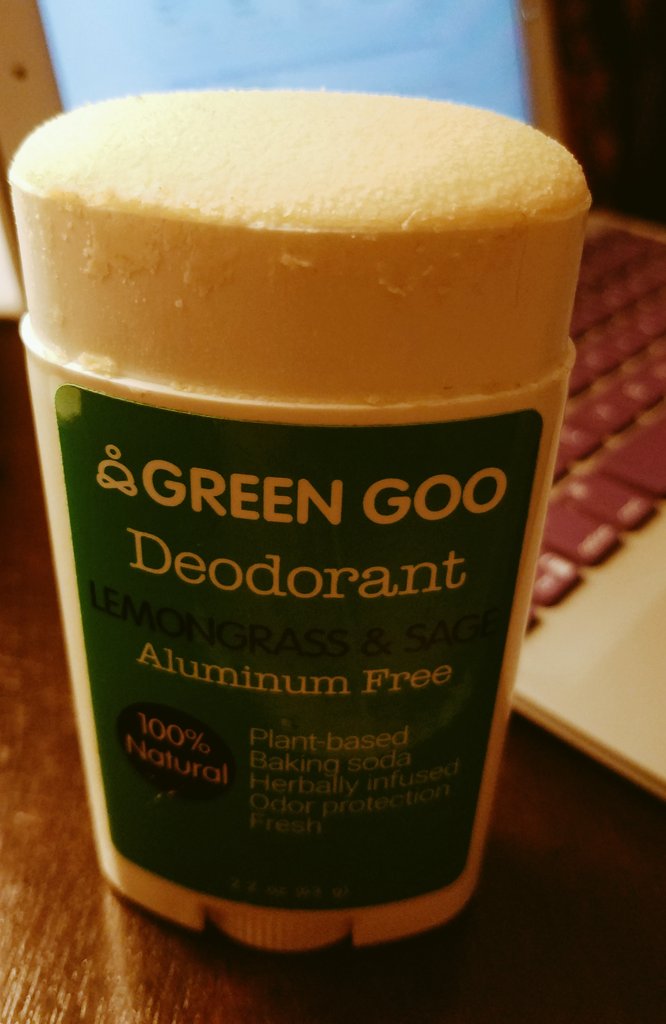 GREEN GOO
Deodorant
LEMONGRASS & SAGE
Aluminum Free
100%
Natural
Plant-based
Baking soda
Herbally infused
Odor protection
Fresh